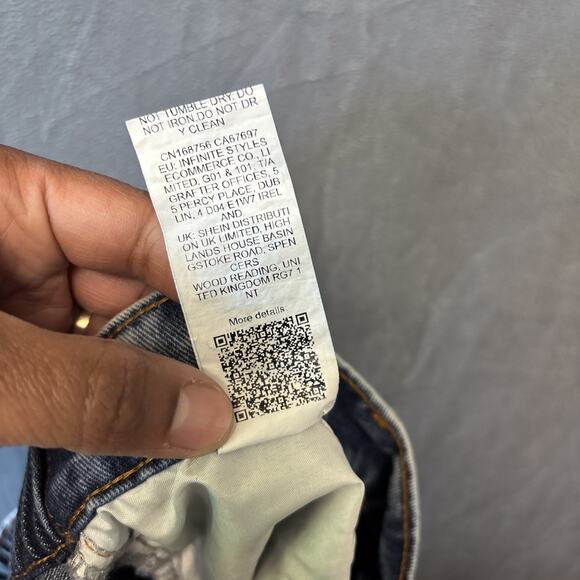 NOT TUMBLE DRY. DO
NOT IRON.DO NOT DR
Y CLEAN
CN168756 CA67697
EU: INFINITE STYLES
ECOMMERCE CO., LI
MITED. G01 & 101, T/A
GRAFTER OFFICES, 5
5 PERCY PLACE, DUB
LIN, 4 D04 E1W7 IREL
AND
UK: SHEIN DISTRIBUTI
ON UK LIMITED. HIGH
LANDS HOUSE BASIN
GSTOKE ROAD; SPEN
CERS
WOOD READING, UNI
TED KINGDOM RG7 1
NT
More details